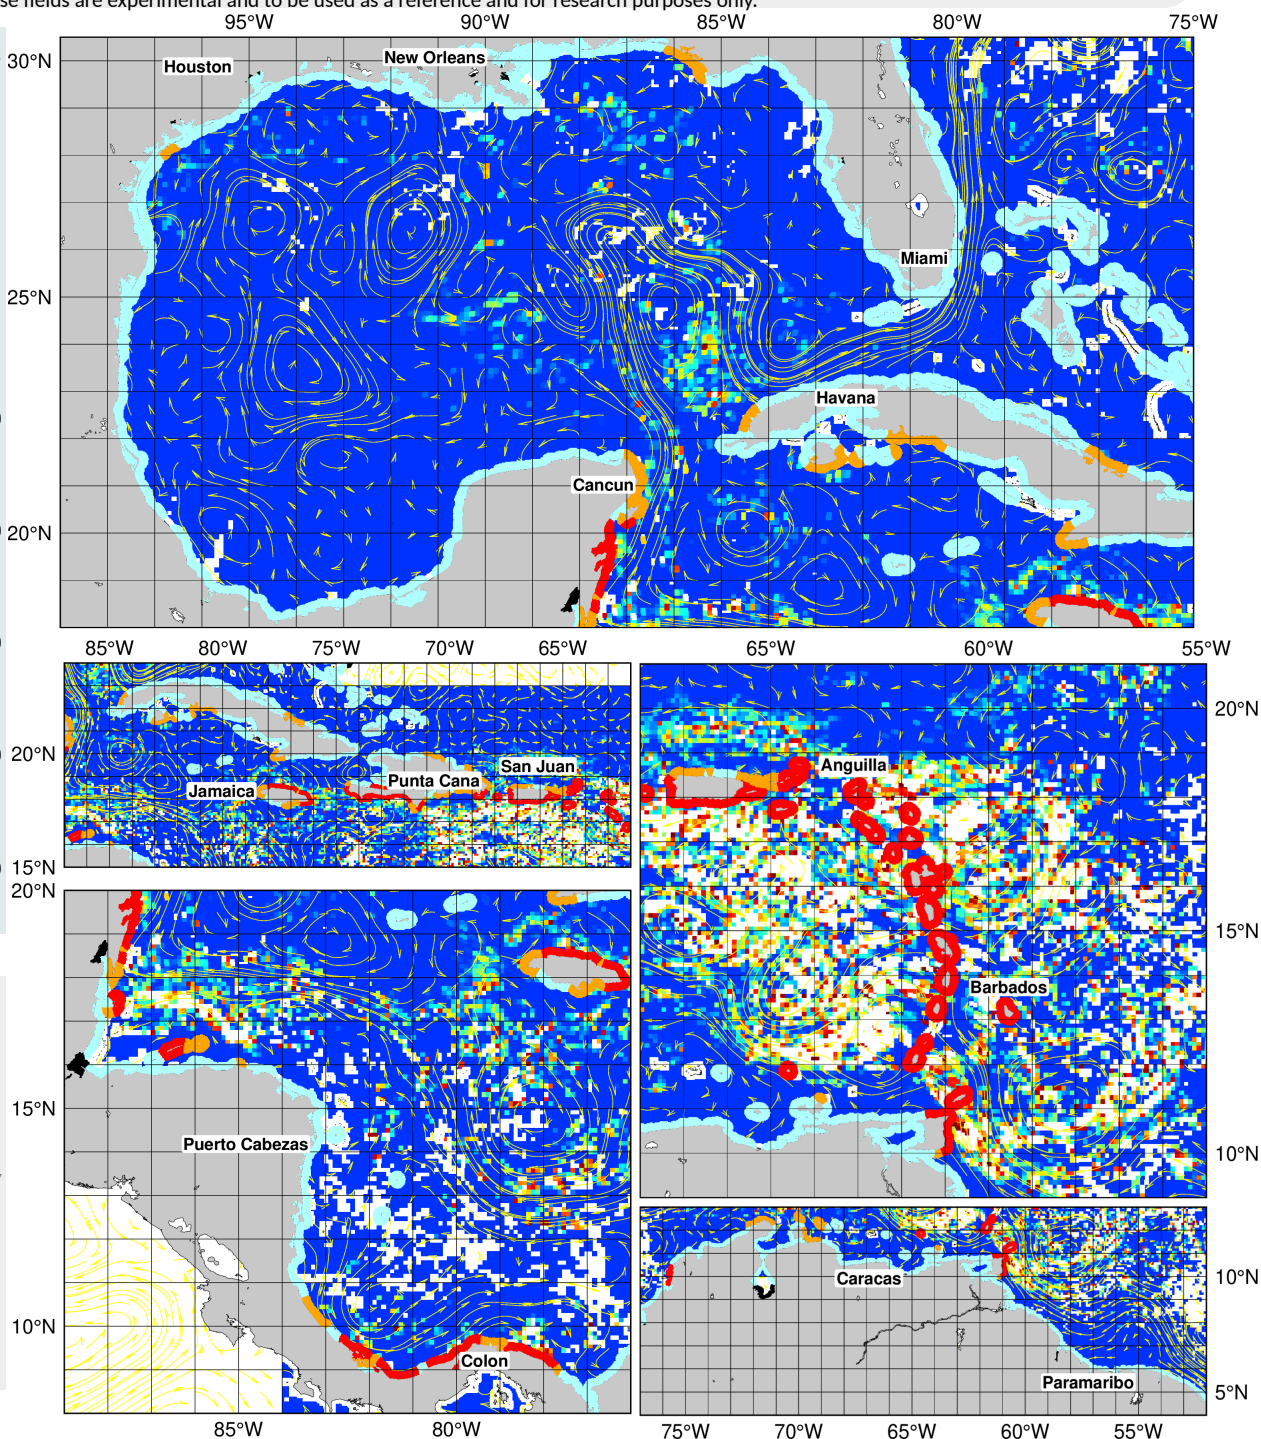 se fields are experimental and to be used as a reference and for research purposes only.
95°W 90°W 85°W 80°W 75°W
30°N
Houston
New Orleans
Miami
25°N
Havana
Cancun
20°N
85°W 80°W 75°W 70°W 65°W
20°N
San Juan
Punta Cana
Jamaica
15°N
65°W 60°W 55°W
20°N
Anguilla
15°N
Barbados
10°N
20°N
15°N
Puerto Cabezas
10°N
Colon
85°W 80°W
Caracas
10°N
Paramaribo
5°N
75°W 70°W 65°W 60°W 55°W